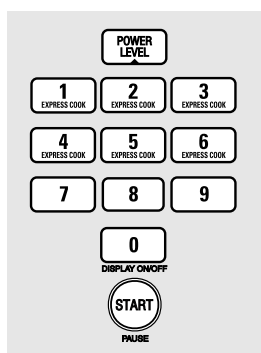 POWER
LEVEL
1 2 3
EXPRESS COOK EXPRESS COOK EXPRESS COOK
4 5 6
EXPRESS COOK EXPRESS COOK EXPRESS COOK
7 8 9
0
DISPLAY ON/OFF
START
PAUSE